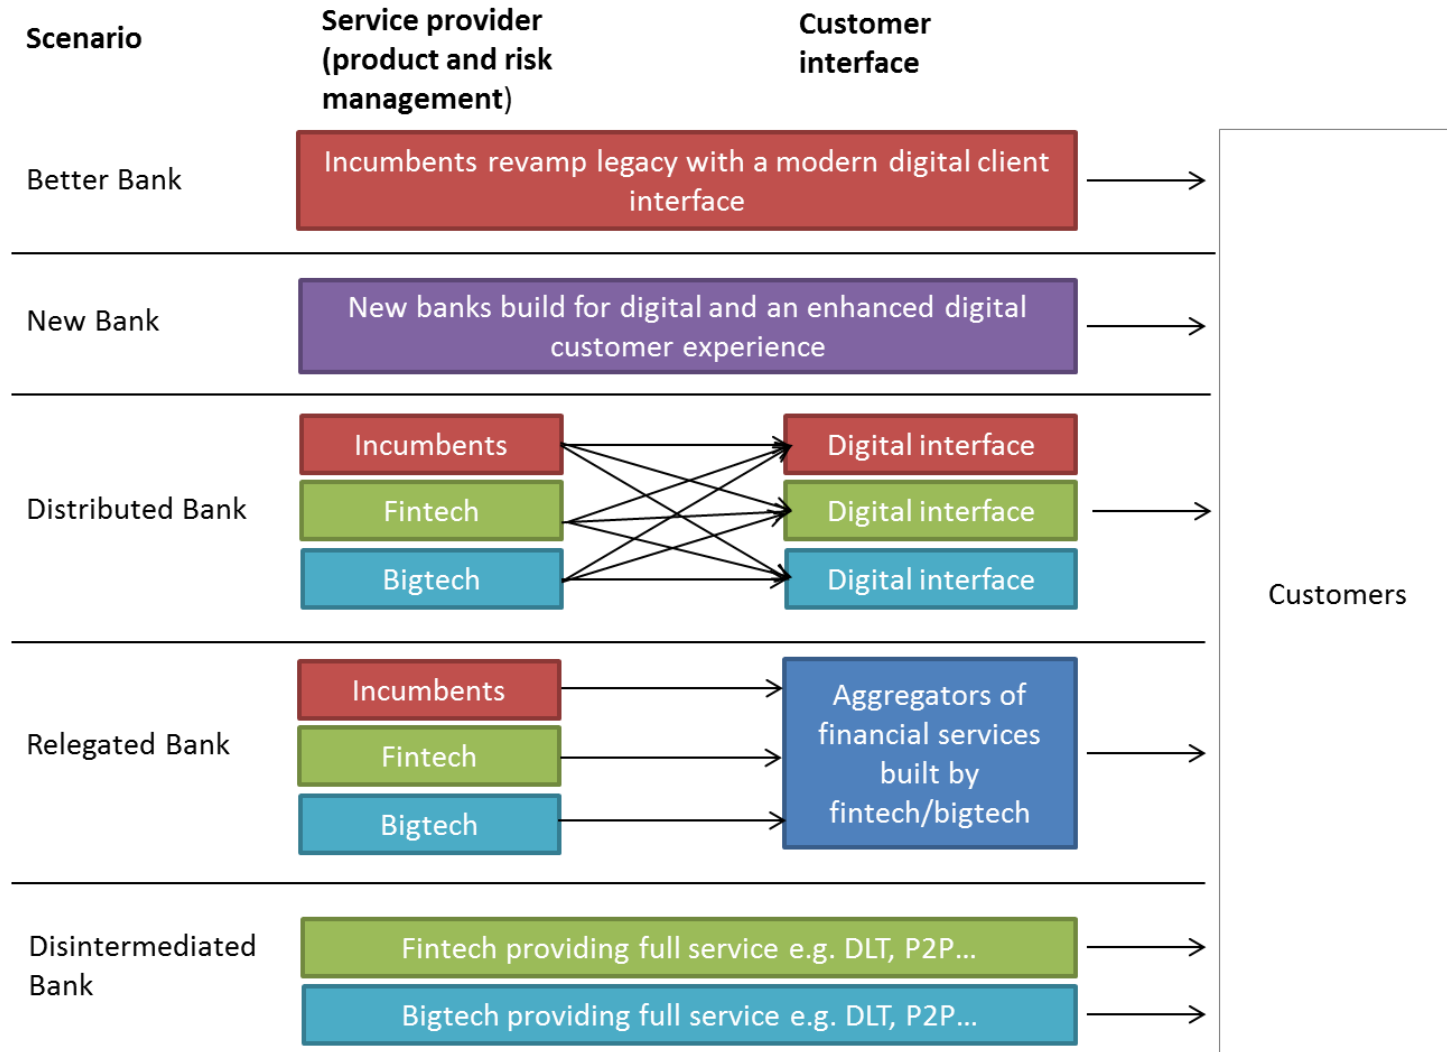 Scenario
Service provider
(product and risk
management)
Customer
interface
Better Bank
Incumbents revamp legacy with a modern digital client
interface
New Bank
New banks build for digital and an enhanced digital
customer experience
Distributed Bank
Incumbents
Digital interface
Fintech
Digital interface
Bigtech
Digital interface
Customers
Relegated Bank
Incumbents
Fintech
Bigtech
Aggregators of
financial services
built by
fintech/bigtech
Disintermediated
Bank
Fintech providing full service e.g. DLT, P2P...
Bigtech providing full service e.g. DLT, P2P...